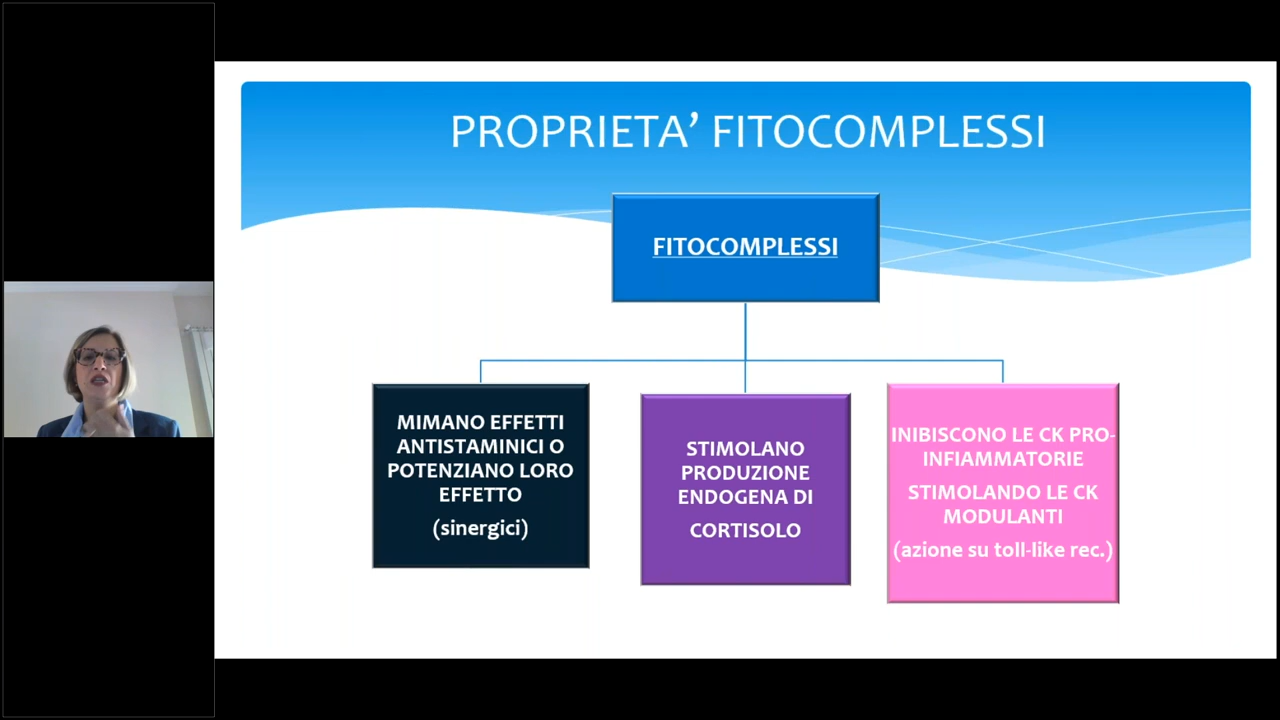 PROPRIETA’ FITOCOMPLESSI
FITOCOMPLESSI
MIMANO EFFETTI
ANTISTAMINICI O
POTENZIANO LORO
EFFETTO
(sinergici)
STIMOLANO
PRODUZIONE
ENDOGENA DI
CORTISOLO
INIBISCONO LE CK PRO-
INFIAMMATORIE
STIMOLANDO LE CK
MODULANTI
(azione su toll-like rec.)